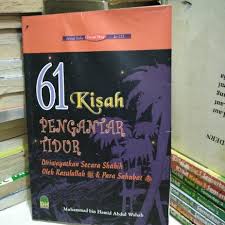 61 Kisah
PENGANTAR
TIDUR
Diriwayatkan Secara Shahih
Oleh Rasulullah ﷺ & Para Sahabat
Muhammad bin Hamid Abdul Wahab